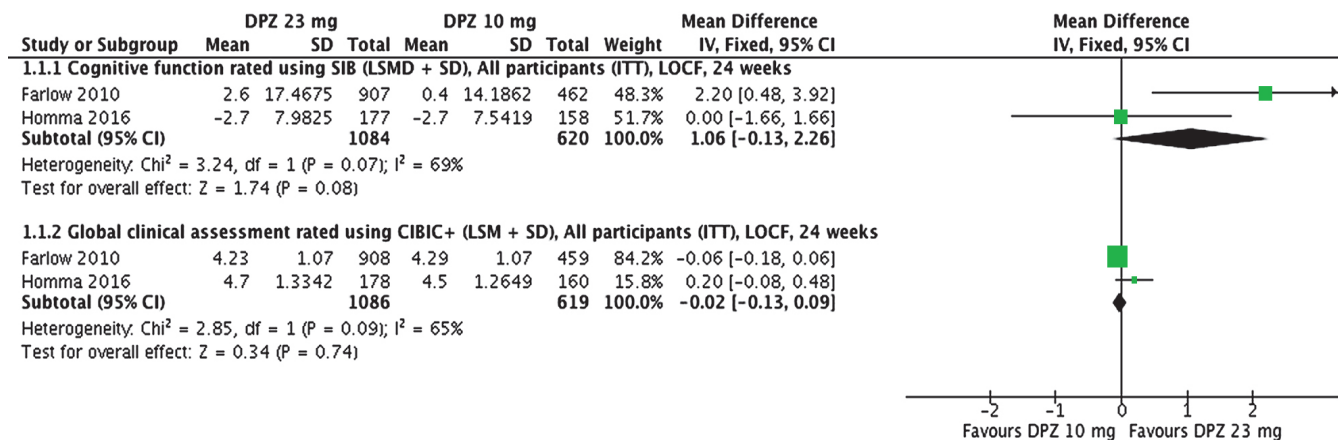 DPZ 23 mg DPZ 10 mg Mean Difference Mean Difference
Study or Subgroup Mean SD Total Mean SD Total Weight IV, Fixed, 95% CI IV, Fixed, 95% CI
1.1.1 Cognitive function rated using SIB (LSMD + SD), All participants (ITT), LOCF, 24 weeks
Farlow 2010 2.6 17.4675 907 0.4 14.1862 462 48.3% 2.20 [0.48, 3.92]
Homma 2016 -2.7 7.9825 177 -2.7 7.5419 158 51.7% 0.00 [-1.66, 1.66]
Subtotal (95% CI) 1084 620 100.0% 1.06 [-0.13, 2.26]
Heterogeneity: Chi² = 3.24, df = 1 (P = 0.07); I² = 69%
Test for overall effect: Z = 1.74 (P = 0.08)
1.1.2 Global clinical assessment rated using CIBIC+ (LSM + SD), All participants (ITT), LOCF, 24 weeks
Farlow 2010 4.23 1.07 908 4.29 1.07 459 84.2% -0.06 [-0.18, 0.06]
Homma 2016 4.7 1.3342 178 4.5 1.2649 160 15.8% 0.20 [-0.08, 0.48]
Subtotal (95% CI) 1086 619 100.0% -0.02 [-0.13, 0.09]
Heterogeneity: Chi² = 2.85, df = 1 (P = 0.09); I² = 65%
Test for overall effect: Z = 0.34 (P = 0.74)
-2 -1 0 1 2
Favours DPZ 10 mg Favours DPZ 23 mg